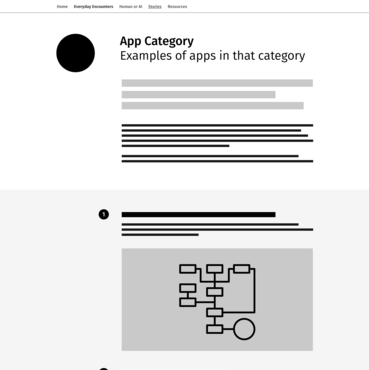 Home Everyday Encounters Human or AI Stories Resources
App Category
Examples of apps in that category
1